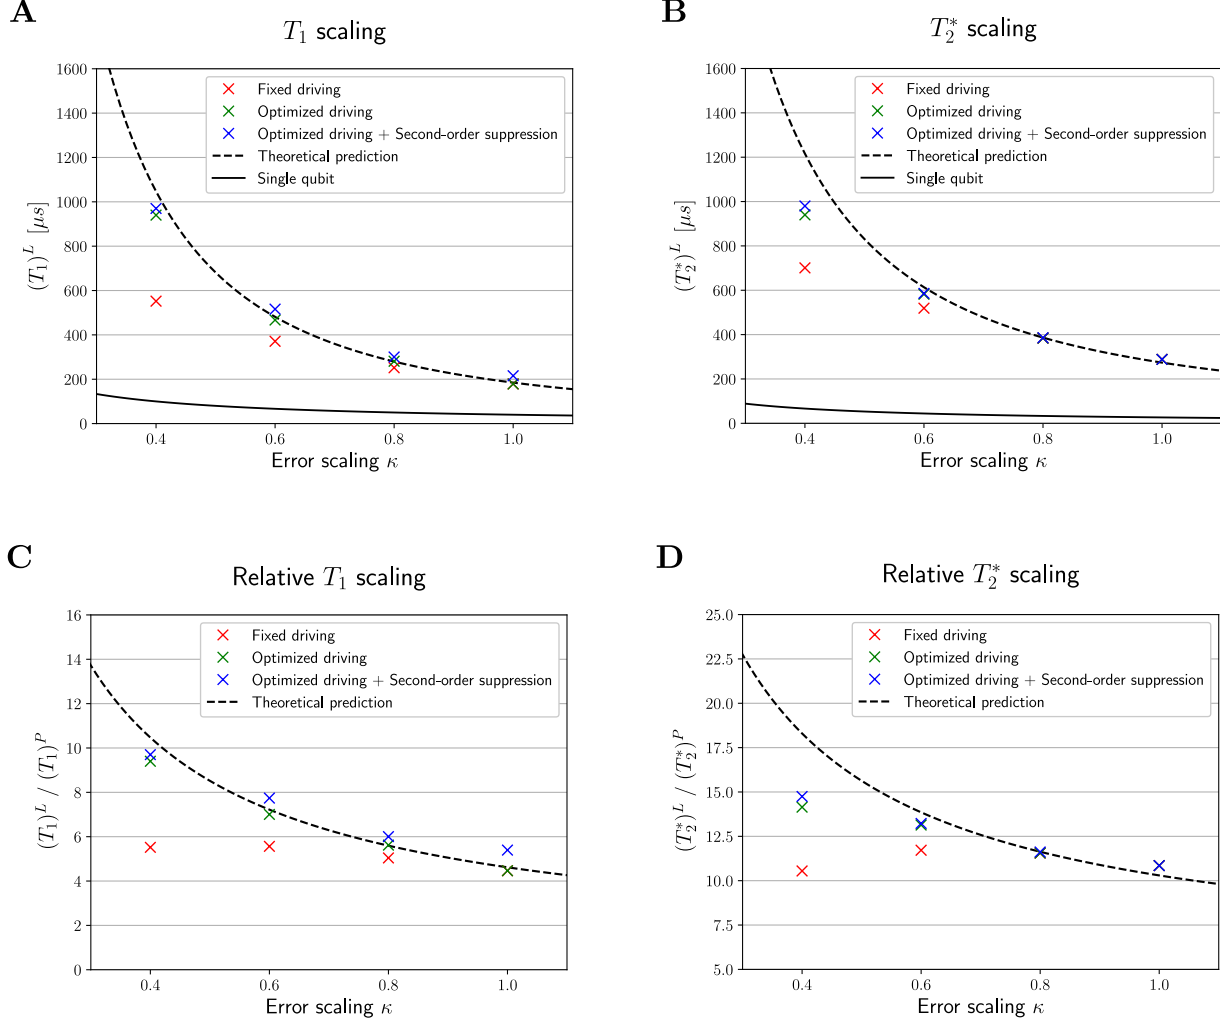 A
T₁ scaling
1600
1400
1200
1000
800
600
400
200
0
(T₁)ᴸ [μs]
Fixed driving
Optimized driving
Optimized driving + Second-order suppression
Theoretical prediction
Single qubit
0.4 0.6 0.8 1.0
Error scaling κ
B
T₂* scaling
1600
1400
1200
1000
800
600
400
200
0
(T₂*)ᴸ [μs]
Fixed driving
Optimized driving
Optimized driving + Second-order suppression
Theoretical prediction
Single qubit
0.4 0.6 0.8 1.0
Error scaling κ
C
Relative T₁ scaling
16
14
12
10
8
6
4
2
0
(T₁)ᴸ / (T₁)ᴾ
Fixed driving
Optimized driving
Optimized driving + Second-order suppression
Theoretical prediction
0.4 0.6 0.8 1.0
Error scaling κ
D
Relative T₂* scaling
25.0
22.5
20.0
17.5
15.0
12.5
10.0
7.5
5.0
(T₂*)ᴸ / (T₂*)ᴾ
Fixed driving
Optimized driving
Optimized driving + Second-order suppression
Theoretical prediction
0.4 0.6 0.8 1.0
Error scaling κ